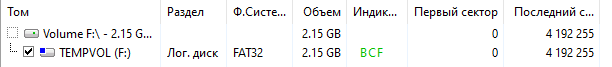 Том Раздел Ф.Систе... Объем Индик... Первый сектор Последний с...
Volume F:\ - 2.15 G... 2.15 GB 0 4 192 255
TEMPVOL (F:) Лог. диск FAT32 2.15 GB B C F 0 4 192 255